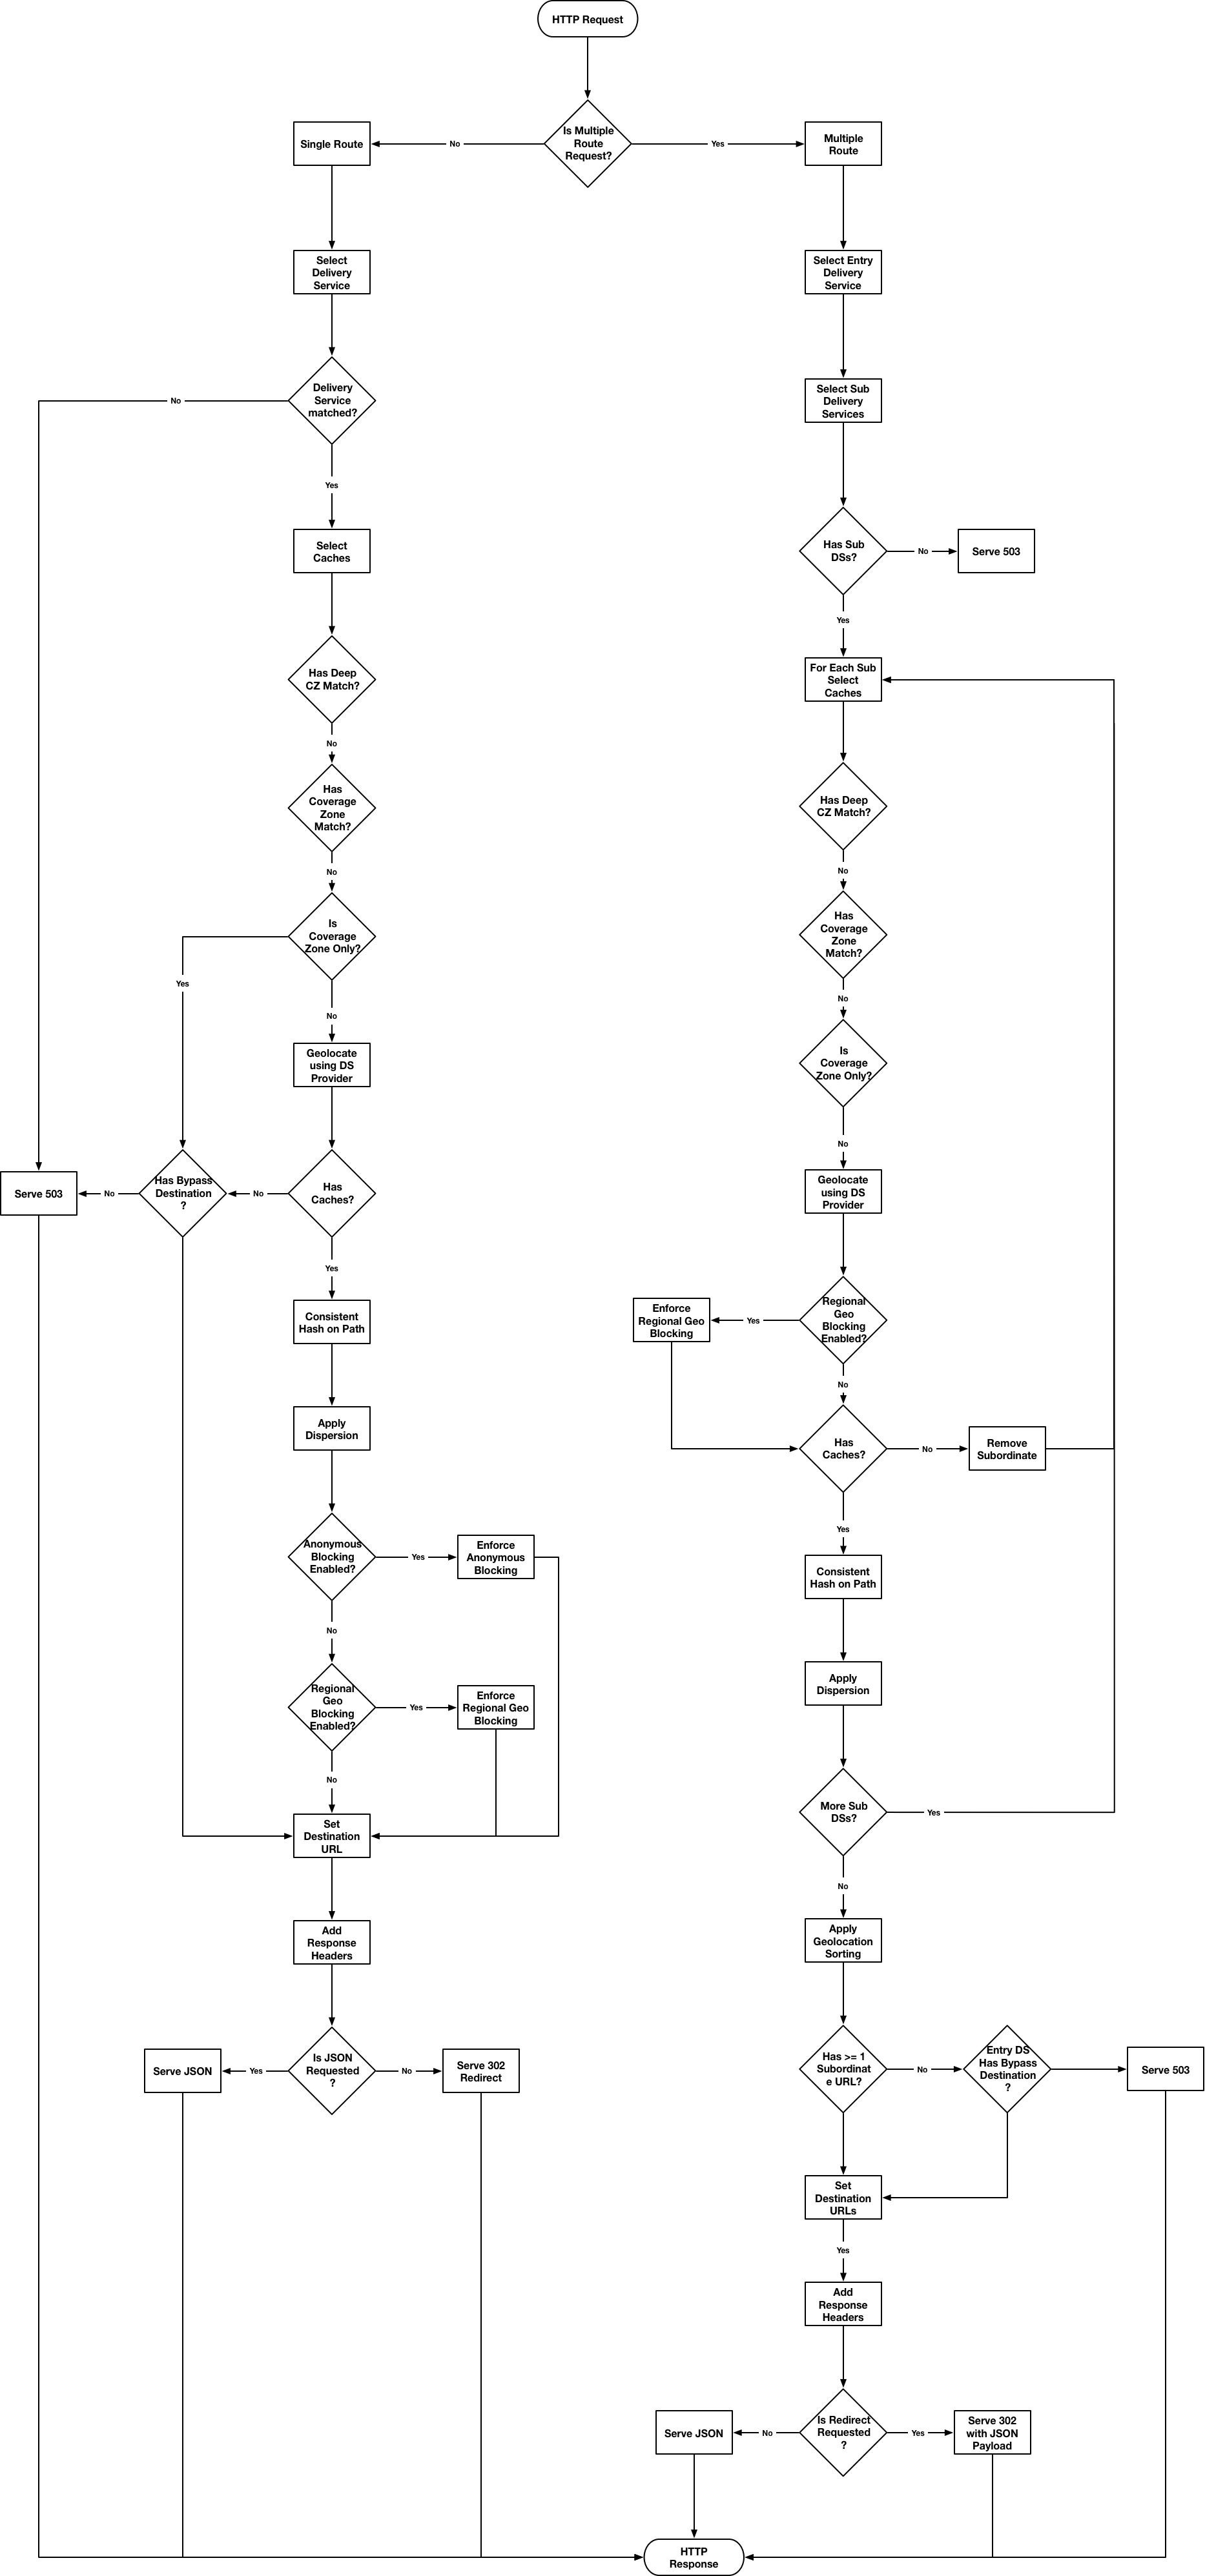 HTTP Request
Is Multiple
Route
Request?
No
Yes
Single Route
Multiple
Route
Select
Delivery
Service
Select Entry
Delivery
Service
Delivery
Service
matched?
No
Yes
Select Sub
Delivery
Services
Select
Caches
Has Sub
DSs?
No
Serve 503
Yes
Has Deep
CZ Match?
No
For Each Sub
Select
Caches
Has
Coverage
Zone
Match?
No
Has Deep
CZ Match?
No
Is
Coverage
Zone Only?
Yes
No
Has
Coverage
Zone
Match?
No
Geolocate
using DS
Provider
Is
Coverage
Zone Only?
No
Serve 503
No
Has Bypass
Destination
?
No
Has
Caches?
Yes
Geolocate
using DS
Provider
Consistent
Hash on Path
Enforce
Regional Geo
Blocking
Yes
Regional
Geo
Blocking
Enabled?
No
Apply
Dispersion
Has
Caches?
No
Remove
Subordinate
Yes
Anonymous
Blocking
Enabled?
Yes
Enforce
Anonymous
Blocking
No
Consistent
Hash on Path
Regional
Geo
Blocking
Enabled?
Yes
Enforce
Regional Geo
Blocking
No
Apply
Dispersion
Set
Destination
URL
More Sub
DSs?
Yes
No
Add
Response
Headers
Apply
Geolocation
Sorting
Serve JSON
Yes
Is JSON
Requested
?
No
Serve 302
Redirect
Has >= 1
Subordinat
e URL?
No
Entry DS
Has Bypass
Destination
?
Serve 503
Set
Destination
URLs
Yes
Add
Response
Headers
Serve JSON
No
Is Redirect
Requested
?
Yes
Serve 302
with JSON
Payload
HTTP
Response